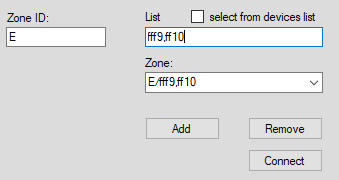 Zone ID:
List
select from devices list
E
fff9,ff10
Zone:
E/fff9,ff10
Add
Remove
Connect